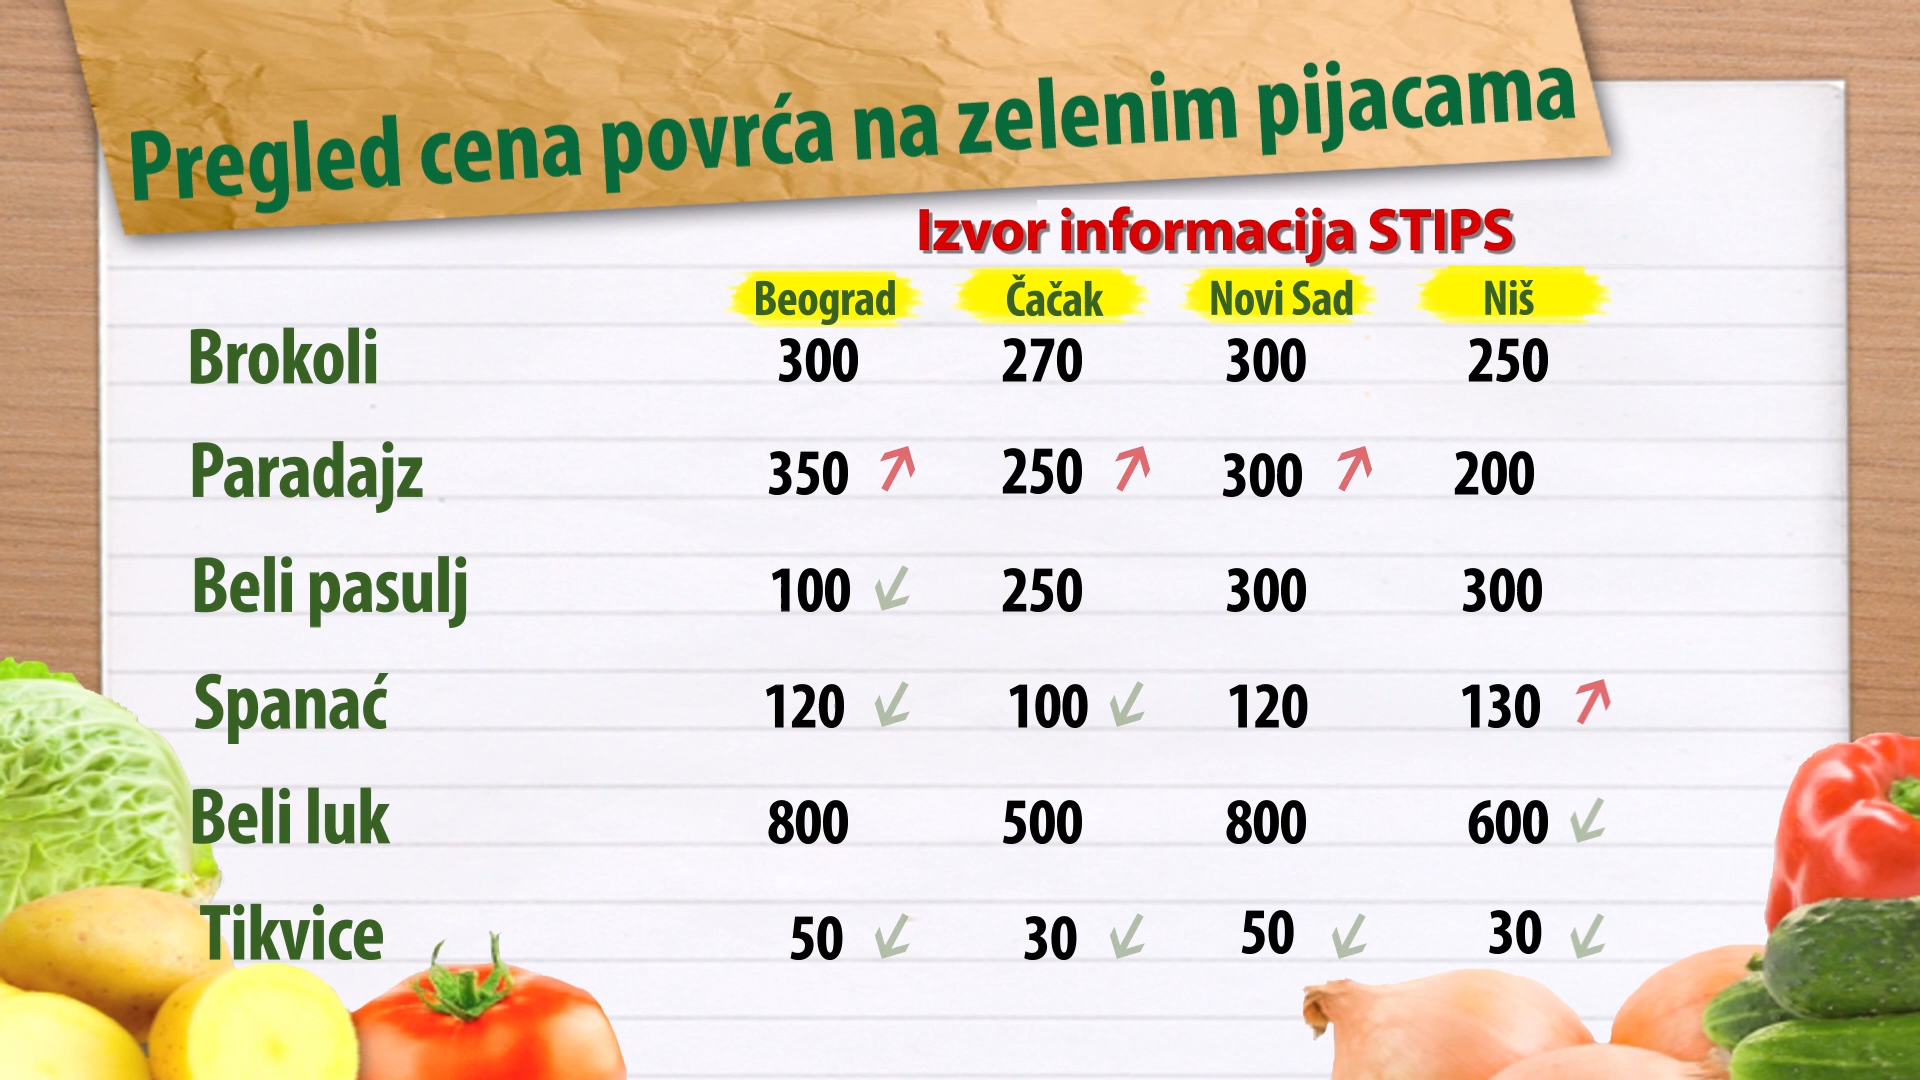 Pregled cena povrća na zelenim pijacama
Izvor informacija STIPS
Beograd Čačak Novi Sad Niš
Brokoli 300 270 300 250
Paradajz 350 250 300 200
Beli pasulj 100 250 300 300
Spanać 120 100 120 130
Beli luk 800 500 800 600
Tikvice 50 30 50 30